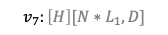 v₇: [H][N * L₁, D]